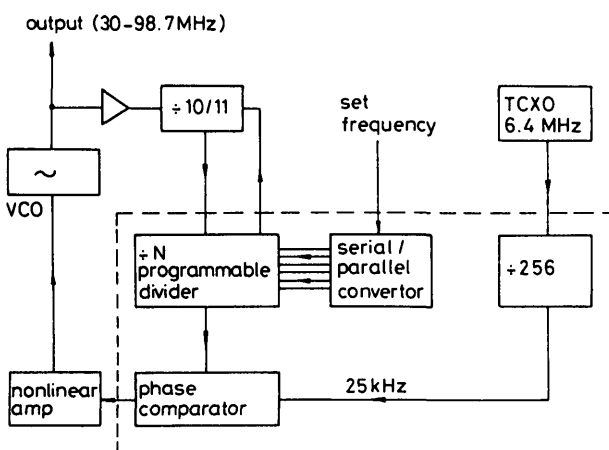 output (30-98.7MHz)
÷10/11
set
frequency
TCXO
6.4 MHz
~
VCO
÷N
programmable
divider
serial /
parallel
convertor
÷256
nonlinear
amp
phase
comparator
25kHz